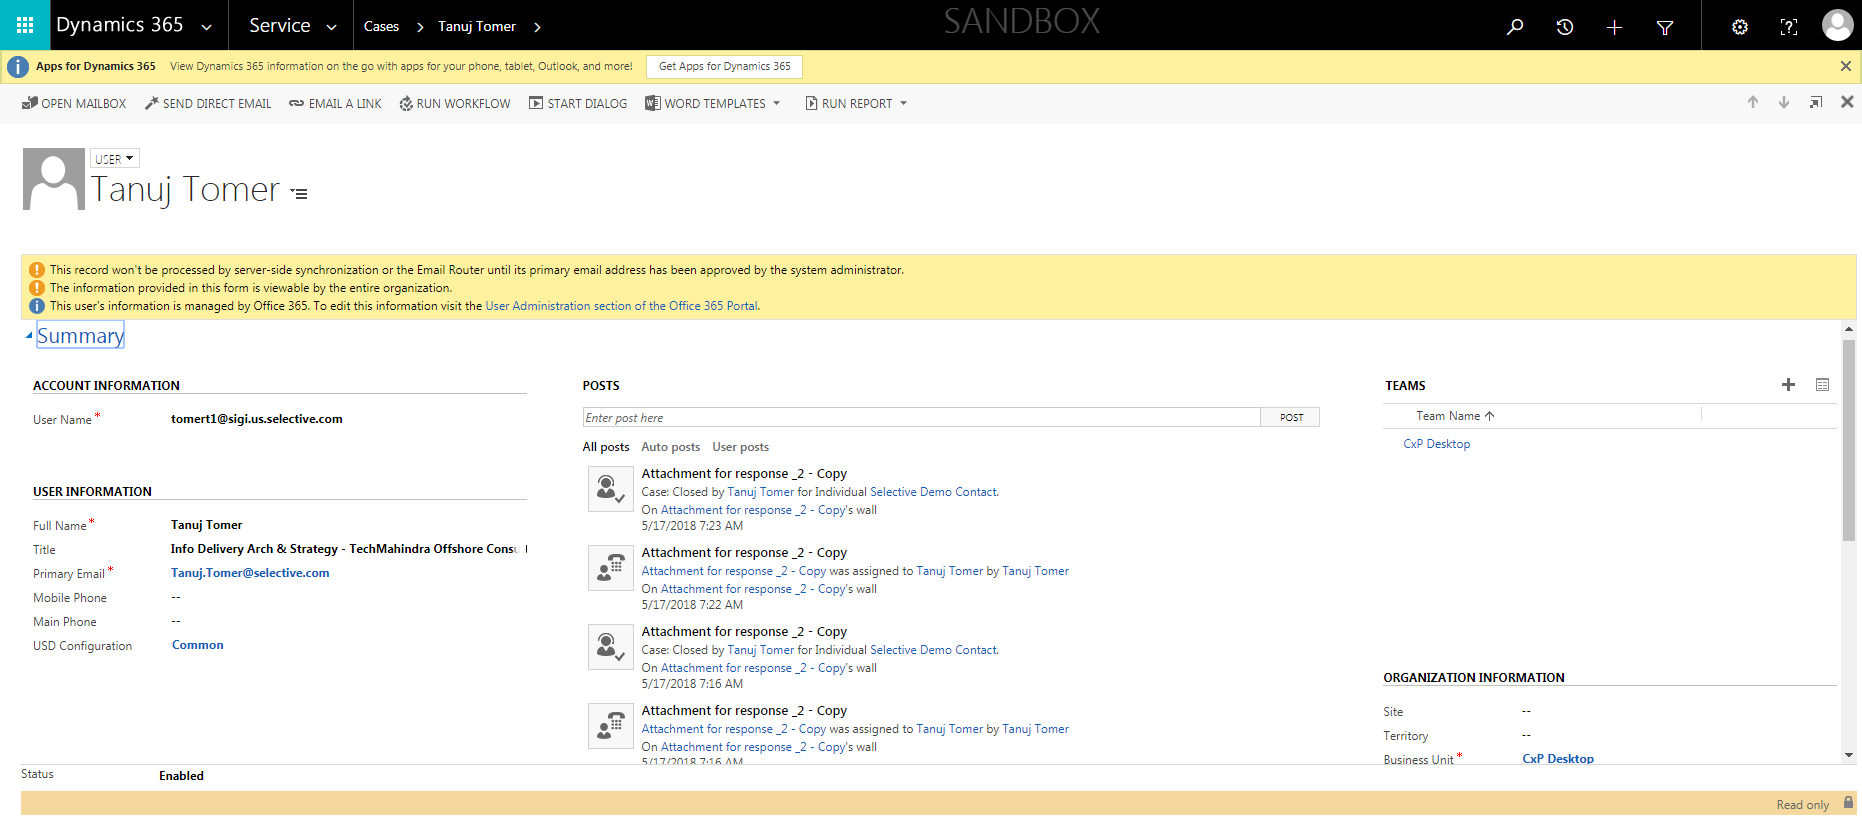 Dynamics 365
Service
Cases
Tanuj Tomer
SANDBOX
Apps for Dynamics 365 View Dynamics 365 information on the go with apps for your phone, tablet, Outlook, and more! Get Apps for Dynamics 365
OPEN MAILBOX SEND DIRECT EMAIL EMAIL A LINK RUN WORKFLOW START DIALOG WORD TEMPLATES RUN REPORT
USER
Tanuj Tomer
This record won't be processed by server-side synchronization or the Email Router until its primary email address has been approved by the system administrator.
The information provided in this form is viewable by the entire organization.
This user's information is managed by Office 365. To edit this information visit the User Administration section of the Office 365 Portal.
Summary
ACCOUNT INFORMATION
User Name* tomert1@sigi.us.selective.com
USER INFORMATION
Full Name* Tanuj Tomer
Title Info Delivery Arch & Strategy - TechMahindra Offshore Consu
Primary Email* Tanuj.Tomer@selective.com
Mobile Phone --
Main Phone --
USD Configuration Common
POSTS
Enter post here POST
All posts Auto posts User posts
Attachment for response _2 - Copy
Case: Closed by Tanuj Tomer for Individual Selective Demo Contact.
On Attachment for response _2 - Copy's wall
5/17/2018 7:23 AM
Attachment for response _2 - Copy
Attachment for response _2 - Copy was assigned to Tanuj Tomer by Tanuj Tomer
On Attachment for response _2 - Copy's wall
5/17/2018 7:22 AM
Attachment for response _2 - Copy
Case: Closed by Tanuj Tomer for Individual Selective Demo Contact.
On Attachment for response _2 - Copy's wall
5/17/2018 7:16 AM
Attachment for response _2 - Copy
Attachment for response _2 - Copy was assigned to Tanuj Tomer by Tanuj Tomer
On Attachment for response _2 - Copy's wall
5/17/2018 7:16 AM
TEAMS
Team Name
CxP Desktop
ORGANIZATION INFORMATION
Site --
Territory --
Business Unit* CxP Desktop
Status Enabled
Read only